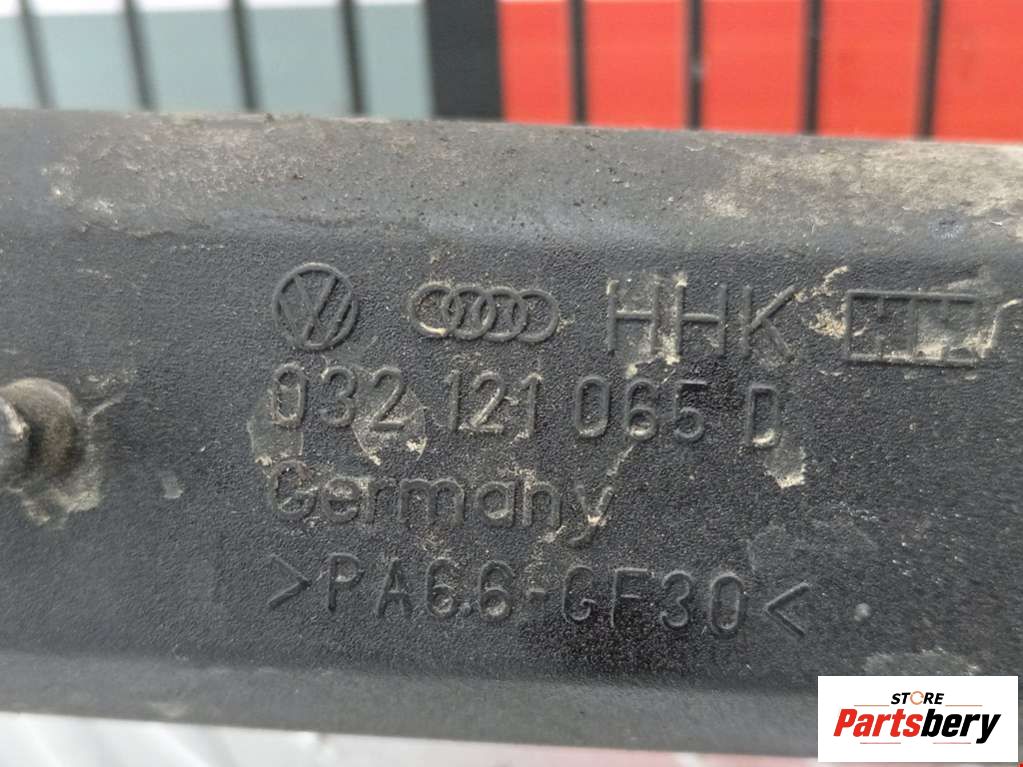 HHK
032 121 065 D
Germany
>PA6.6-GF30<
STORE
Partsbery